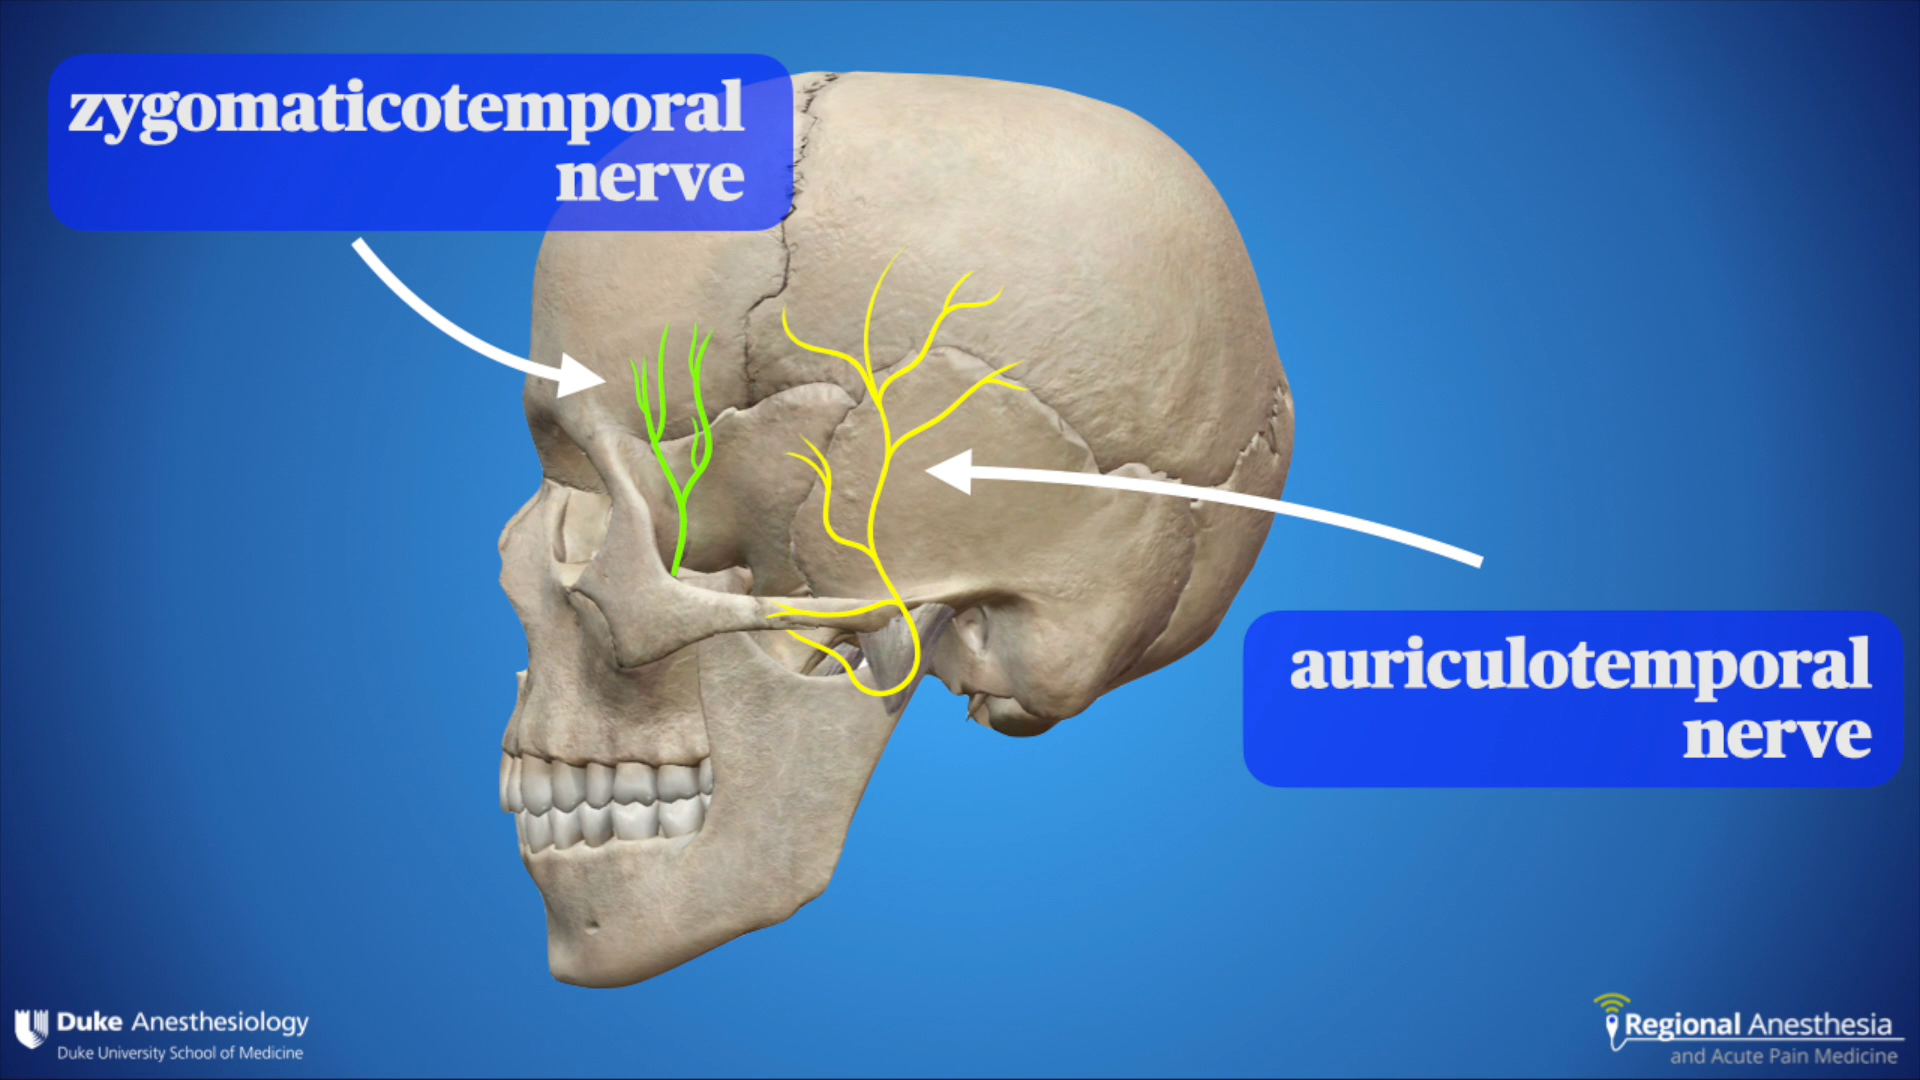 zygomaticotemporal
nerve
auriculotemporal
nerve
Duke Anesthesiology
Duke University School of Medicine
Regional Anesthesia
and Acute Pain Medicine